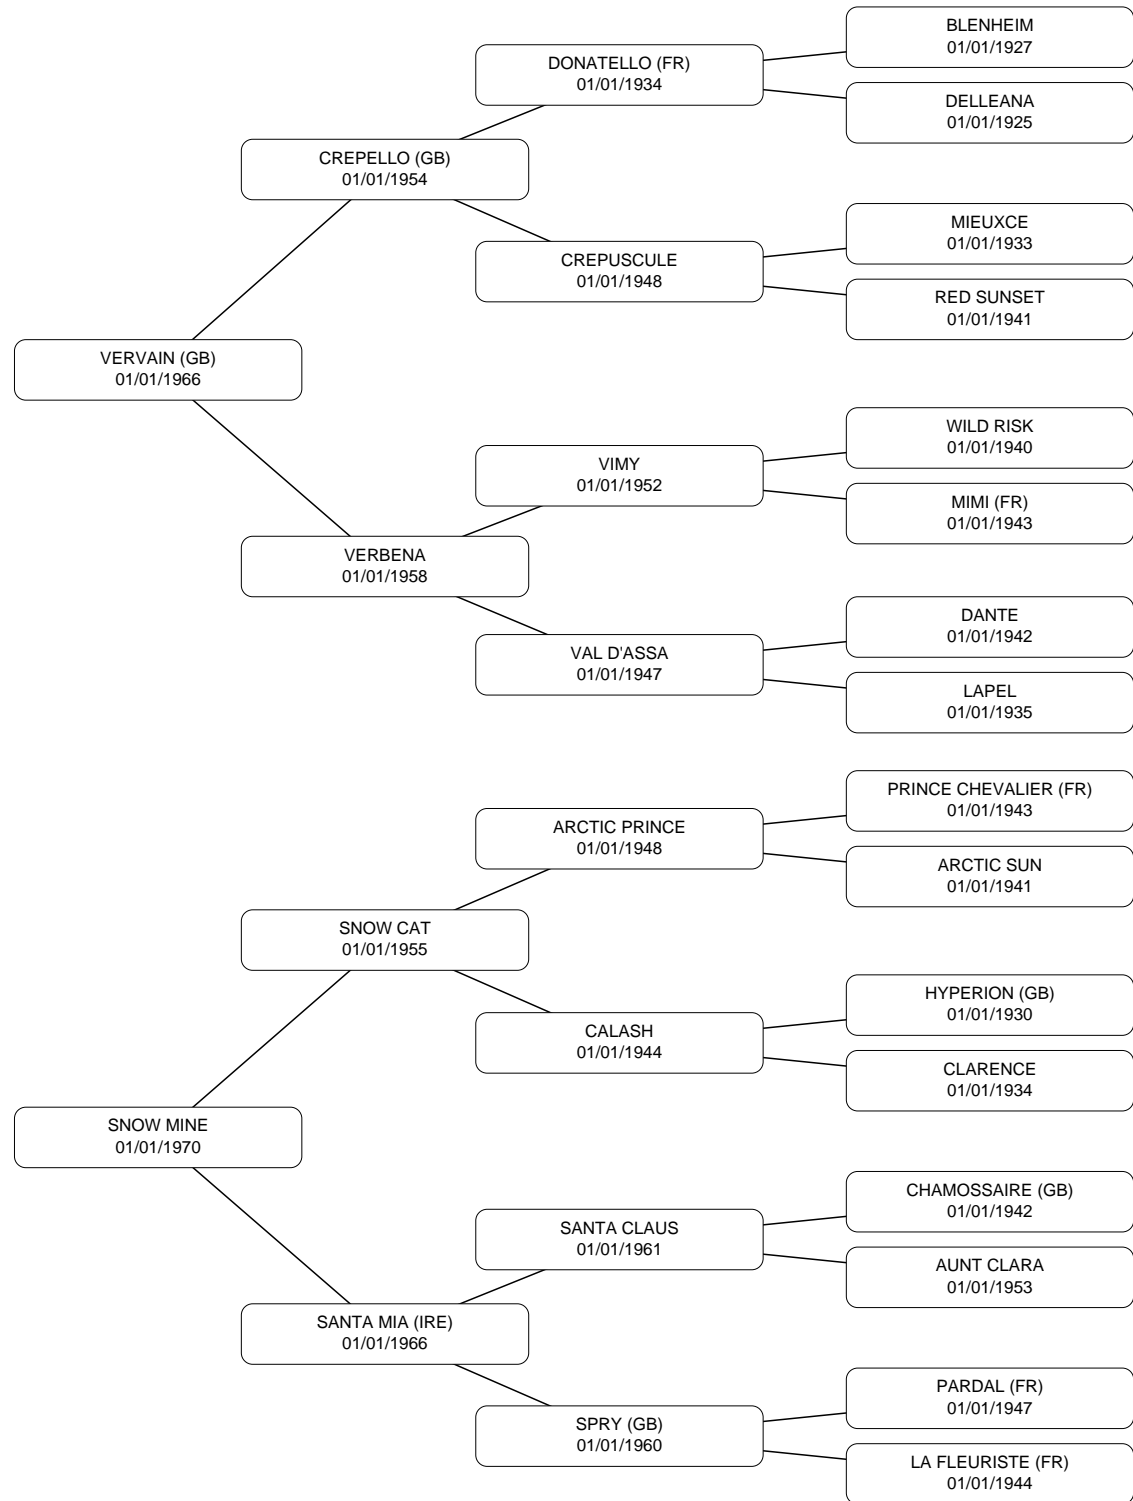 BLENHEIM
01/01/1927
DONATELLO (FR)
01/01/1934
DELLEANA
01/01/1925
CREPELLO (GB)
01/01/1954
MIEUXCE
01/01/1933
CREPUSCULE
01/01/1948
RED SUNSET
01/01/1941
VERVAIN (GB)
01/01/1966
WILD RISK
01/01/1940
VIMY
01/01/1952
MIMI (FR)
01/01/1943
VERBENA
01/01/1958
DANTE
01/01/1942
VAL D'ASSA
01/01/1947
LAPEL
01/01/1935
PRINCE CHEVALIER (FR)
01/01/1943
ARCTIC PRINCE
01/01/1948
ARCTIC SUN
01/01/1941
SNOW CAT
01/01/1955
HYPERION (GB)
01/01/1930
CALASH
01/01/1944
CLARENCE
01/01/1934
SNOW MINE
01/01/1970
CHAMOSSAIRE (GB)
01/01/1942
SANTA CLAUS
01/01/1961
AUNT CLARA
01/01/1953
SANTA MIA (IRE)
01/01/1966
PARDAL (FR)
01/01/1947
SPRY (GB)
01/01/1960
LA FLEURISTE (FR)
01/01/1944